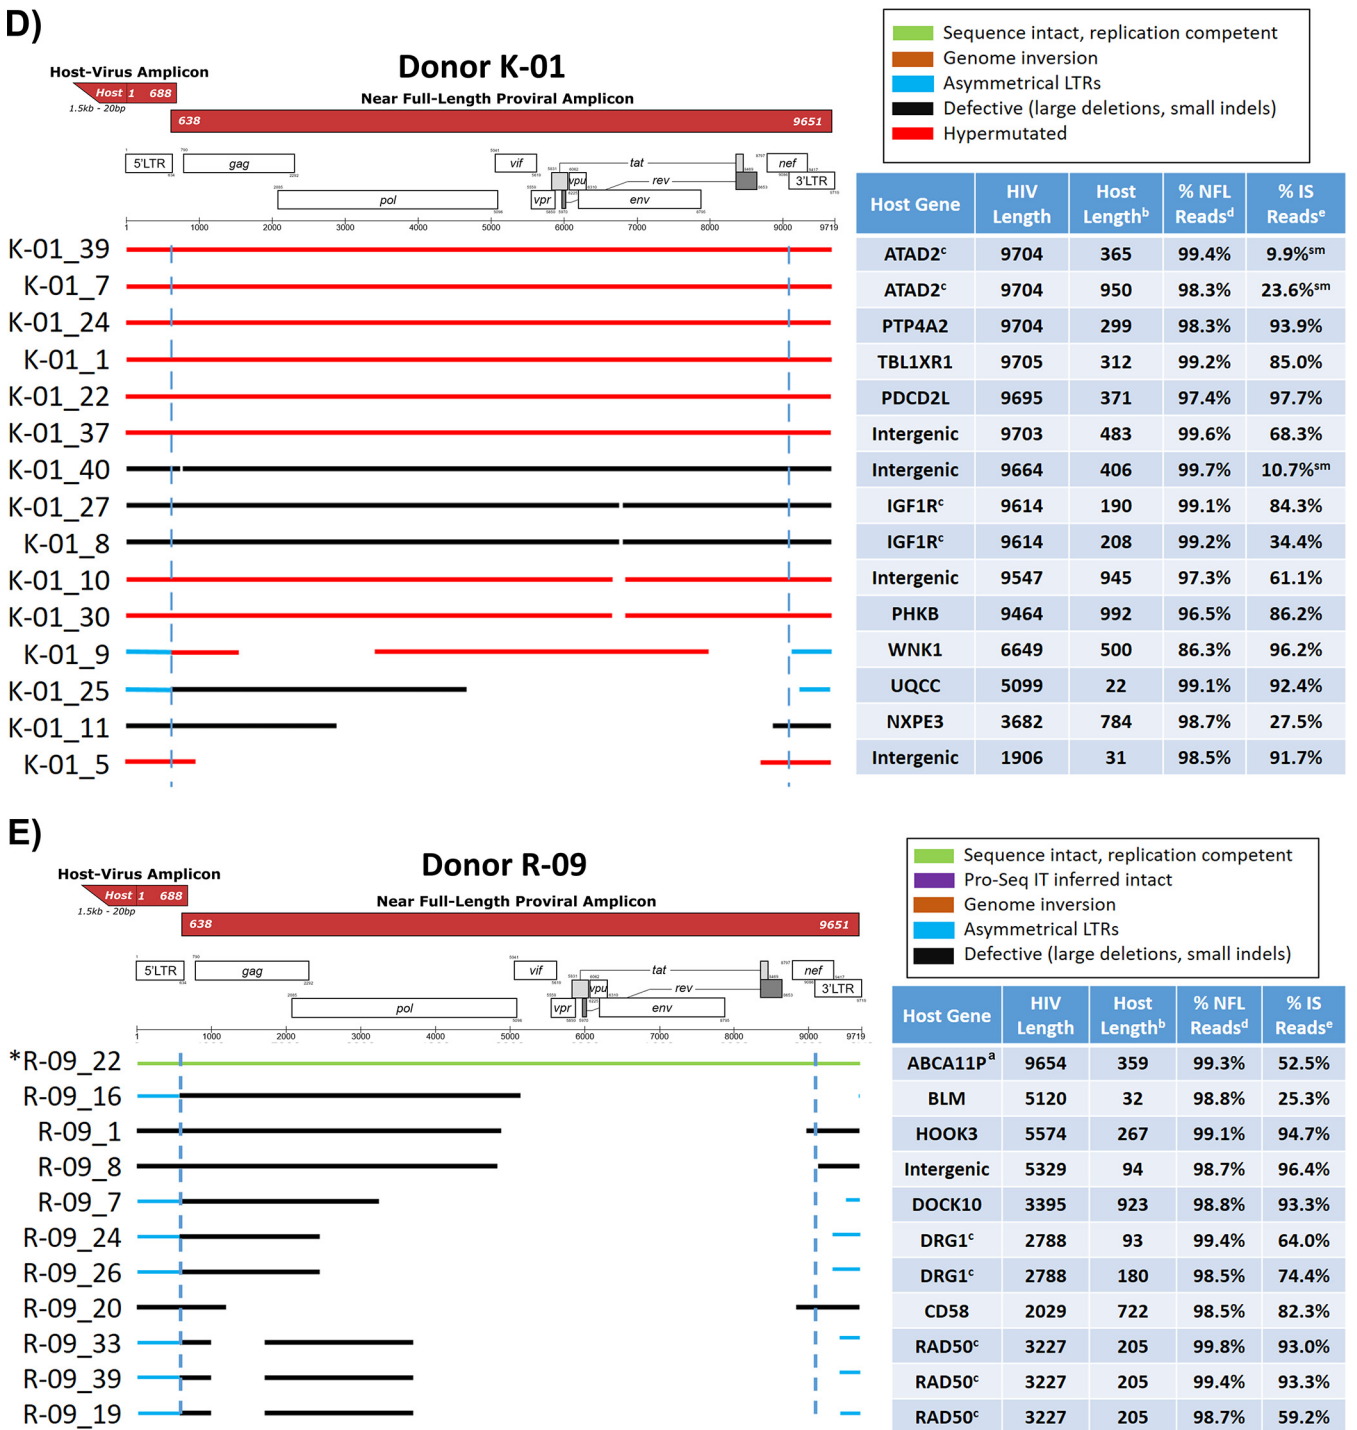 D)
Donor K-01
Host-Virus Amplicon
Host 1 688
1.5kb - 20bp
Near Full-Length Proviral Amplicon
638 9651
Sequence intact, replication competent
Genome inversion
Asymmetrical LTRs
Defective (large deletions, small indels)
Hypermutated
5'LTR gag vif tat nef
vpu rev 3'LTR
pol vpr env
1 1000 2000 3000 4000 5000 6000 7000 8000 9000 9719
Host Gene HIV Length Host Length^b % NFL Reads^d % IS Reads^e
K-01_39 ATAD2^c 9704 365 99.4% 9.9%^sm
K-01_7 ATAD2^c 9704 950 98.3% 23.6%^sm
K-01_24 PTP4A2 9704 299 98.3% 93.9%
K-01_1 TBL1XR1 9705 312 99.2% 85.0%
K-01_22 PDCD2L 9695 371 97.4% 97.7%
K-01_37 Intergenic 9703 483 99.6% 68.3%
K-01_40 Intergenic 9664 406 99.7% 10.7%^sm
K-01_27 IGF1R^c 9614 190 99.1% 84.3%
K-01_8 IGF1R^c 9614 208 99.2% 34.4%
K-01_10 Intergenic 9547 945 97.3% 61.1%
K-01_30 PHKB 9464 992 96.5% 86.2%
K-01_9 WNK1 6649 500 86.3% 96.2%
K-01_25 UQCC 5099 22 99.1% 92.4%
K-01_11 NXPE3 3682 784 98.7% 27.5%
K-01_5 Intergenic 1906 31 98.5% 91.7%
E)
Donor R-09
Host-Virus Amplicon
Host 1 688
1.5kb - 20bp
Near Full-Length Proviral Amplicon
638 9651
Sequence intact, replication competent
Pro-Seq IT inferred intact
Genome inversion
Asymmetrical LTRs
Defective (large deletions, small indels)
5'LTR gag vif tat nef
vpu rev 3'LTR
pol vpr env
1 1000 2000 3000 4000 5000 6000 7000 8000 9000 9719
Host Gene HIV Length Host Length^b % NFL Reads^d % IS Reads^e
*R-09_22 ABCA11P^a 9654 359 99.3% 52.5%
R-09_16 BLM 5120 32 98.8% 25.3%
R-09_1 HOOK3 5574 267 99.1% 94.7%
R-09_8 Intergenic 5329 94 98.7% 96.4%
R-09_7 DOCK10 3395 923 98.8% 93.3%
R-09_24 DRG1^c 2788 93 99.4% 64.0%
R-09_26 DRG1^c 2788 180 98.5% 74.4%
R-09_20 CD58 2029 722 98.5% 82.3%
R-09_33 RAD50^c 3227 205 99.8% 93.0%
R-09_39 RAD50^c 3227 205 99.4% 93.3%
R-09_19 RAD50^c 3227 205 98.7% 59.2%